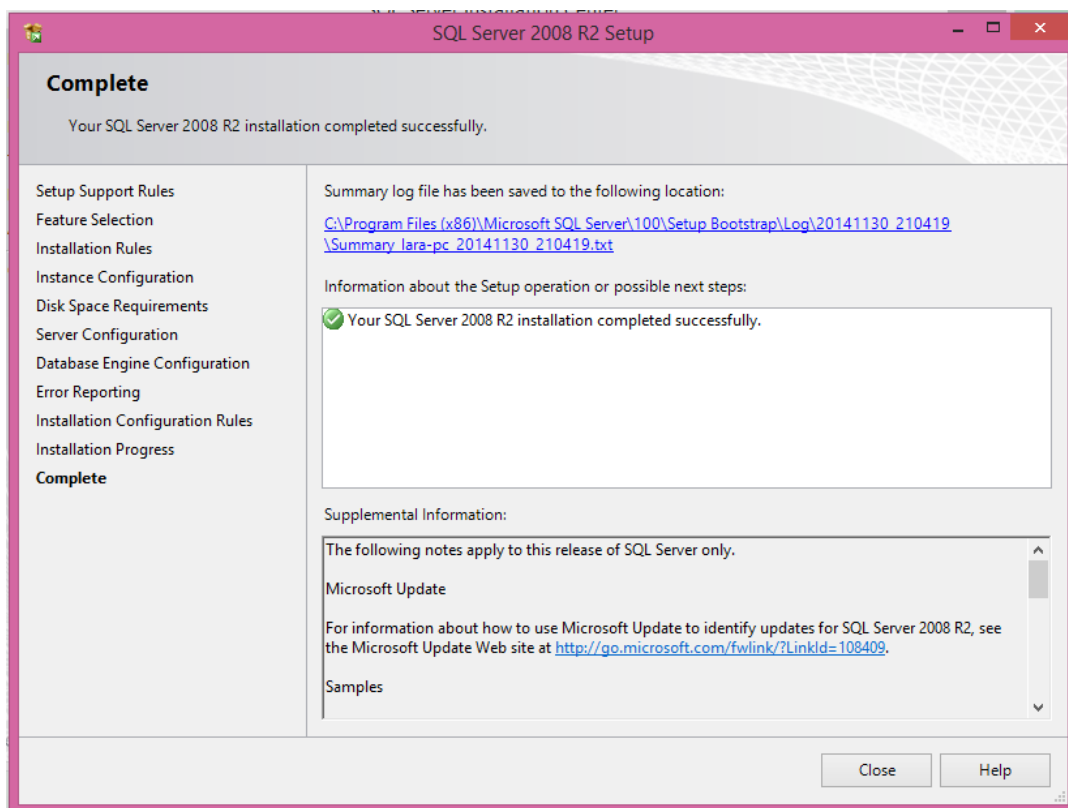 SQL Server Installation Center
SQL Server 2008 R2 Setup
Complete
Your SQL Server 2008 R2 installation completed successfully.
Setup Support Rules
Feature Selection
Installation Rules
Instance Configuration
Disk Space Requirements
Server Configuration
Database Engine Configuration
Error Reporting
Installation Configuration Rules
Installation Progress
Complete
Summary log file has been saved to the following location:
C:\Program Files (x86)\Microsoft SQL Server\100\Setup Bootstrap\Log\20141130_210419
\Summary_lara-pc_20141130_210419.txt
Information about the Setup operation or possible next steps:
Your SQL Server 2008 R2 installation completed successfully.
Supplemental Information:
The following notes apply to this release of SQL Server only.
Microsoft Update
For information about how to use Microsoft Update to identify updates for SQL Server 2008 R2, see
the Microsoft Update Web site at http://go.microsoft.com/fwlink/?LinkId=108409.
Samples
Close
Help